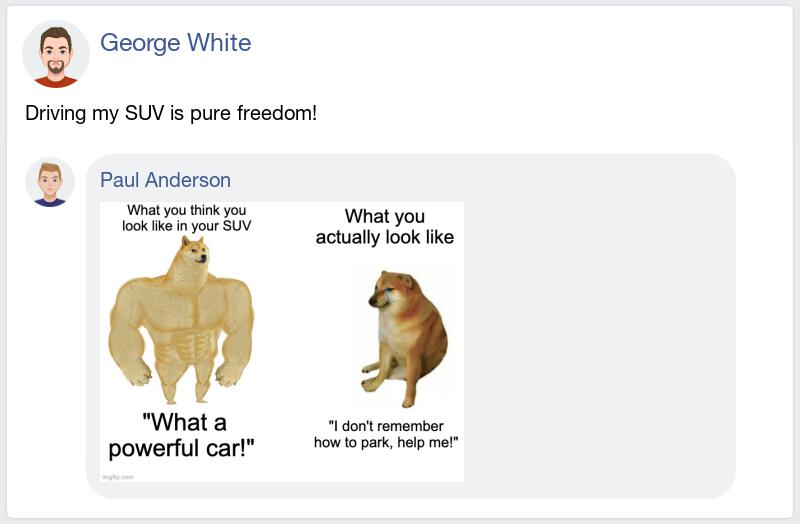 George White
Driving my SUV is pure freedom!
Paul Anderson
What you think you
look like in your SUV
"What a
powerful car!"
What you
actually look like
"I don't remember
how to park, help me!"
imgflip.com